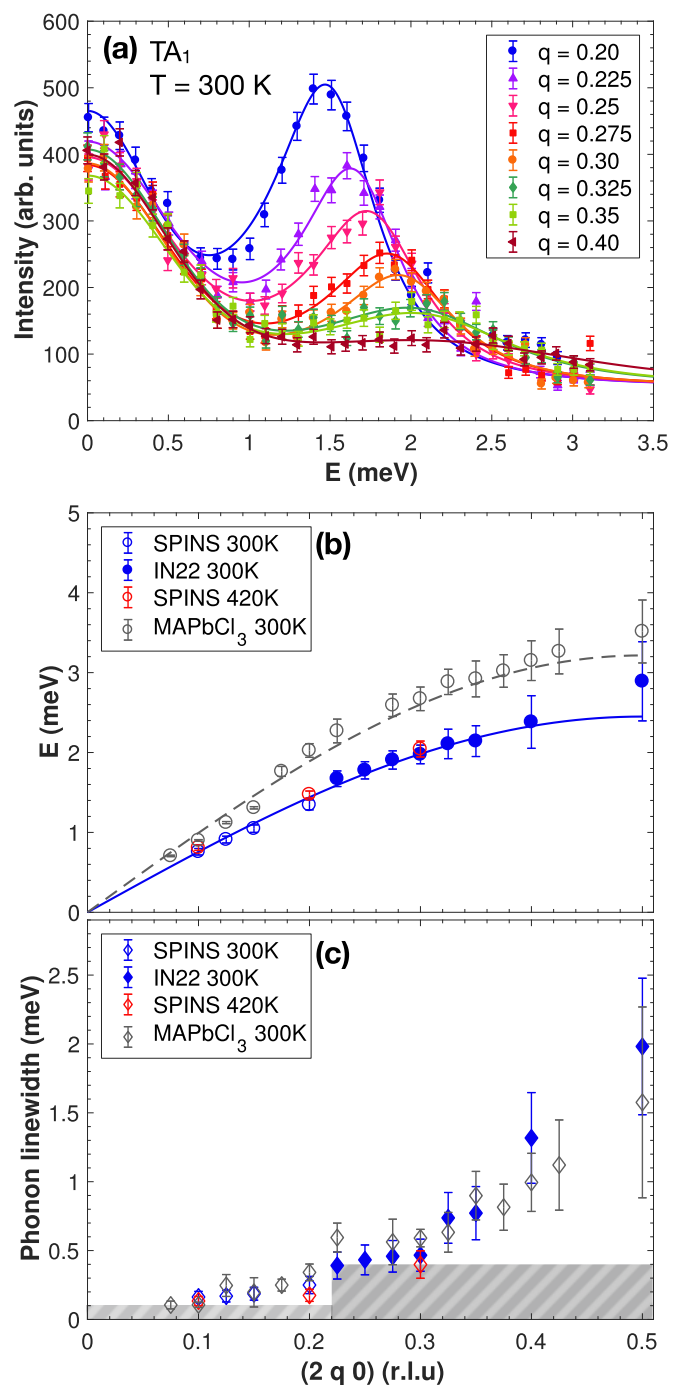 (a) TA₁
T = 300 K
q = 0.20
q = 0.225
q = 0.25
q = 0.275
q = 0.30
q = 0.325
q = 0.35
q = 0.40
600
500
400
300
200
100
0
Intensity (arb. units)
0 0.5 1 1.5 2 2.5 3 3.5
E (meV)
(b)
SPINS 300K
IN22 300K
SPINS 420K
MAPbCl₃ 300K
5
4
3
2
1
0
E (meV)
(c)
SPINS 300K
IN22 300K
SPINS 420K
MAPbCl₃ 300K
2.5
2
1.5
1
0.5
0
Phonon linewidth (meV)
0 0.1 0.2 0.3 0.4 0.5
(2 q 0) (r.l.u)